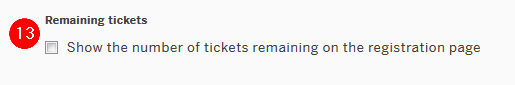 Remaining tickets
13
Show the number of tickets remaining on the registration page